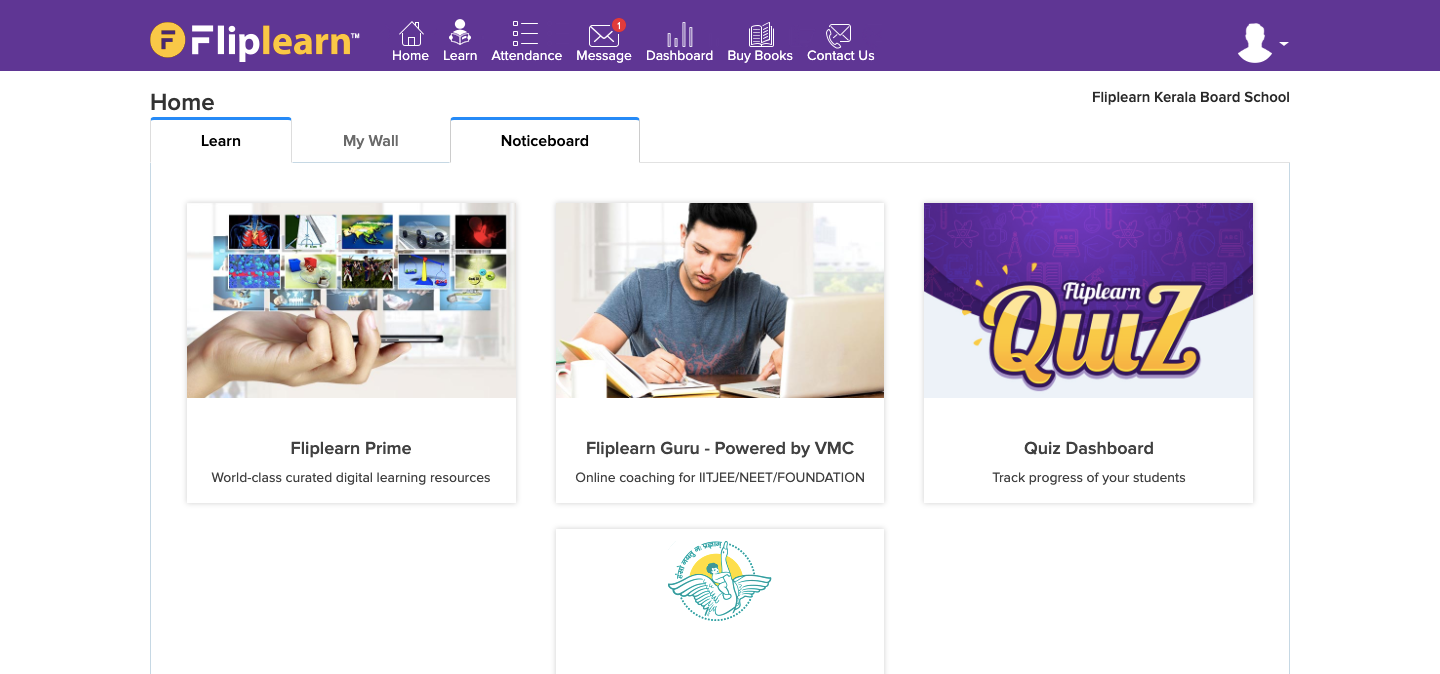 F Fliplearn™
1
Home Learn Attendance Message Dashboard Buy Books Contact Us
Home
Fliplearn Kerala Board School
Learn My Wall Noticeboard
Fliplearn
QuiZ
Fliplearn Prime
World-class curated digital learning resources
Fliplearn Guru - Powered by VMC
Online coaching for IITJEE/NEET/FOUNDATION
Quiz Dashboard
Track progress of your students